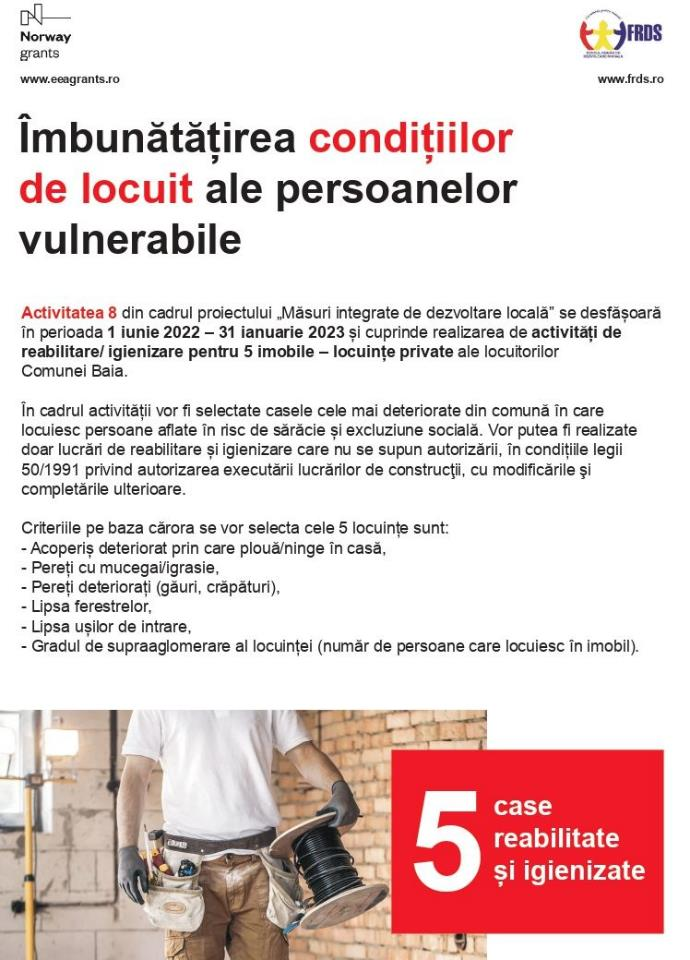 Norway
grants
FRDS
www.eeagrants.ro
www.frds.ro
Îmbunătățirea condițiilor
de locuit ale persoanelor
vulnerabile
Activitatea 8 din cadrul proiectului „Măsuri integrate de dezvoltare locală” se desfășoară
în perioada 1 iunie 2022 – 31 ianuarie 2023 și cuprinde realizarea de activități de
reabilitare/ igienizare pentru 5 imobile – locuințe private ale locuitorilor
Comunei Baia.
În cadrul activității vor fi selectate casele cele mai deteriorate din comună în care
locuiesc persoane aflate în risc de sărăcie și excluziune socială. Vor putea fi realizate
doar lucrări de reabilitare și igienizare care nu se supun autorizării, în condițiile legii
50/1991 privind autorizarea executării lucrărilor de construcţii, cu modificările şi
completările ulterioare.
Criteriile pe baza cărora se vor selecta cele 5 locuințe sunt:
- Acoperiș deteriorat prin care plouă/ninge în casă,
- Pereți cu mucegai/igrasie,
- Pereți deteriorați (găuri, crăpături),
- Lipsa ferestrelor,
- Lipsa ușilor de intrare,
- Gradul de supraaglomerare al locuinței (număr de persoane care locuiesc în imobil).
5
case
reabilitate
și igienizate